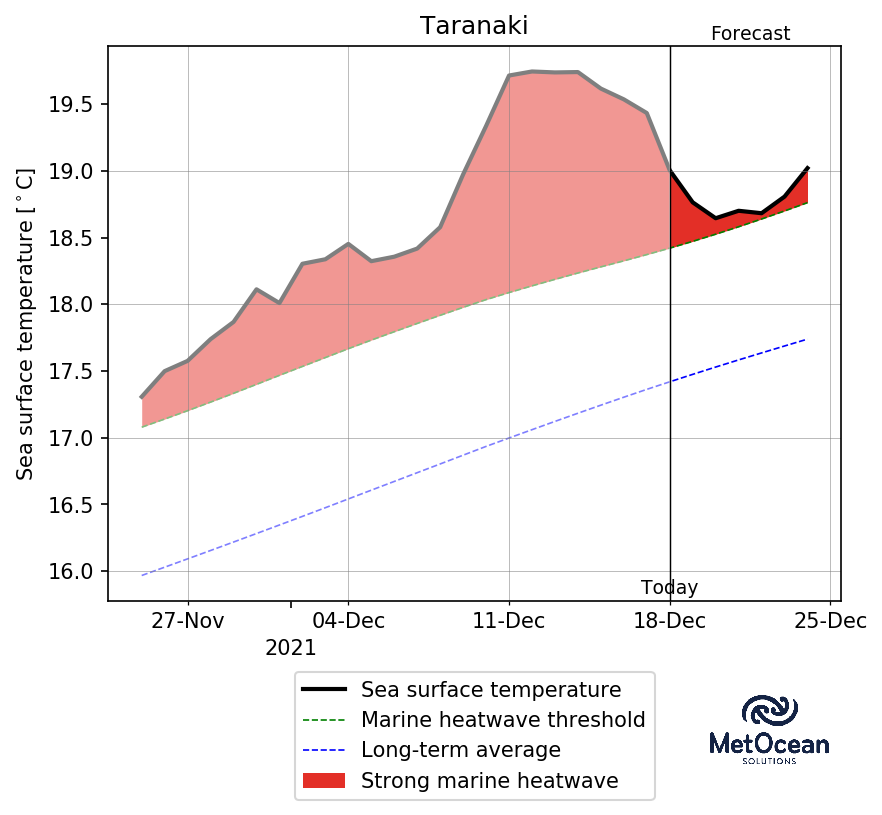 Taranaki
Forecast
Sea surface temperature [°C]
19.5
19.0
18.5
18.0
17.5
17.0
16.5
16.0
Today
27-Nov 04-Dec 11-Dec 18-Dec 25-Dec
2021
Sea surface temperature
Marine heatwave threshold
Long-term average
Strong marine heatwave
MetOcean
SOLUTIONS